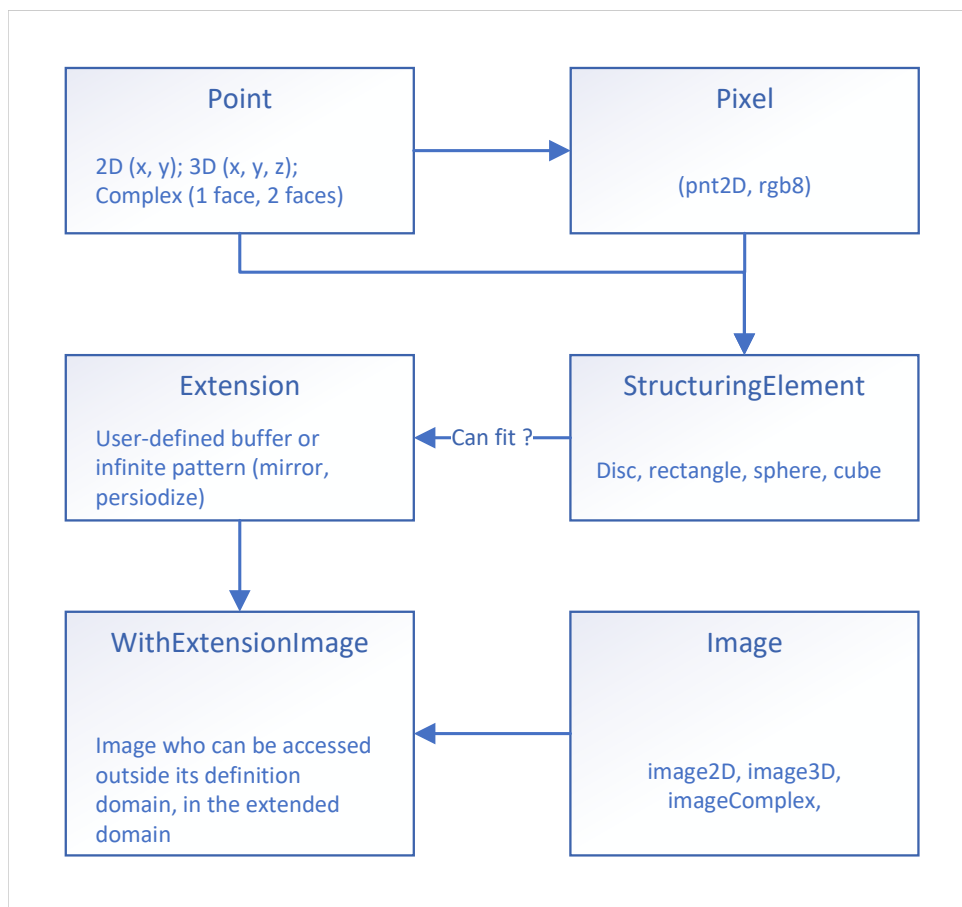 Point
2D (x, y); 3D (x, y, z);
Complex (1 face, 2 faces)
Pixel
(pnt2D, rgb8)
Extension
User-defined buffer or
infinite pattern (mirror,
persiodize)
Can fit ?
StructuringElement
Disc, rectangle, sphere, cube
WithExtensionImage
Image who can be accessed
outside its definition
domain, in the extended
domain
Image
image2D, image3D,
imageComplex,